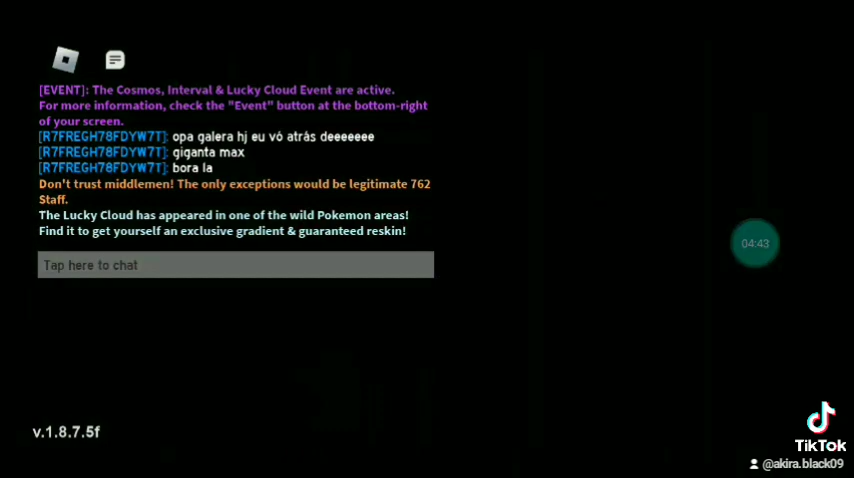 [EVENT]: The Cosmos, Interval & Lucky Cloud Event are active.
For more information, check the "Event" button at the bottom-right
of your screen.
[R7FREGH78FDYW7T]: opa galera hj eu vó atrás deeeeeee
[R7FREGH78FDYW7T]: giganta max
[R7FREGH78FDYW7T]: bora la
Don't trust middlemen! The only exceptions would be legitimate 762
Staff.
The Lucky Cloud has appeared in one of the wild Pokemon areas!
Find it to get yourself an exclusive gradient & guaranteed reskin!
Tap here to chat
04:43
v.1.8.7.5f
TikTok
@akira.black09